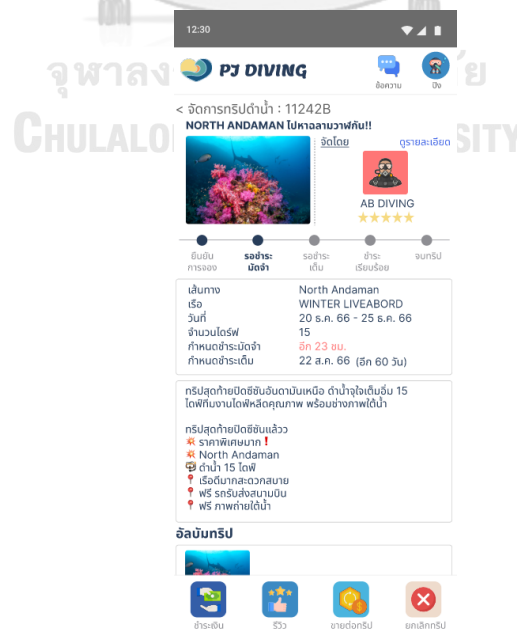 จุฬาลง
ัย
CHULALO
SITY
12:30
PJ DIVING
ข้อความ
ปิง
< จัดการทริปดำน้ำ : 11242B
NORTH ANDAMAN ไปหาฉลามวาฬกัน!!
จัดโดย
ดูรายละเอียด
AB DIVING
ยืนยัน
การจอง
รอชำระ
มัดจำ
รอชำระ
เต็ม
ชำระ
เรียบร้อย
จบทริป
เส้นทาง North Andaman
เรือ WINTER LIVEABORD
วันที่ 20 ธ.ค. 66 - 25 ธ.ค. 66
จำนวนไดร์ฟ 15
กำหนดชำระมัดจำ อีก 23 ชม.
กำหนดชำระเต็ม 22 ส.ค. 66 (อีก 60 วัน)
ทริปสุดท้ายปิดซีซันอันดามันเหนือ ดำน้ำจุใจเต็มอิ่ม 15
ไดฟ์ทีมงานไดฟ์หลีดคุณภาพ พร้อมช่างภาพใต้น้ำ
ทริปสุดท้ายปิดซีซันแล้วว
💥 ราคาพิเศษมาก❗
💥 North Andaman
🤿 ดำน้ำ 15 ไดฟ์
📍 เรือดีมากสะดวกสบาย
📍 ฟรี รถรับส่งสนามบิน
📍 ฟรี ภาพถ่ายใต้น้ำ
อัลบัมทริป
ชำระเงิน
รีวิว
ขายต่อทริป
ยกเลิกทริป